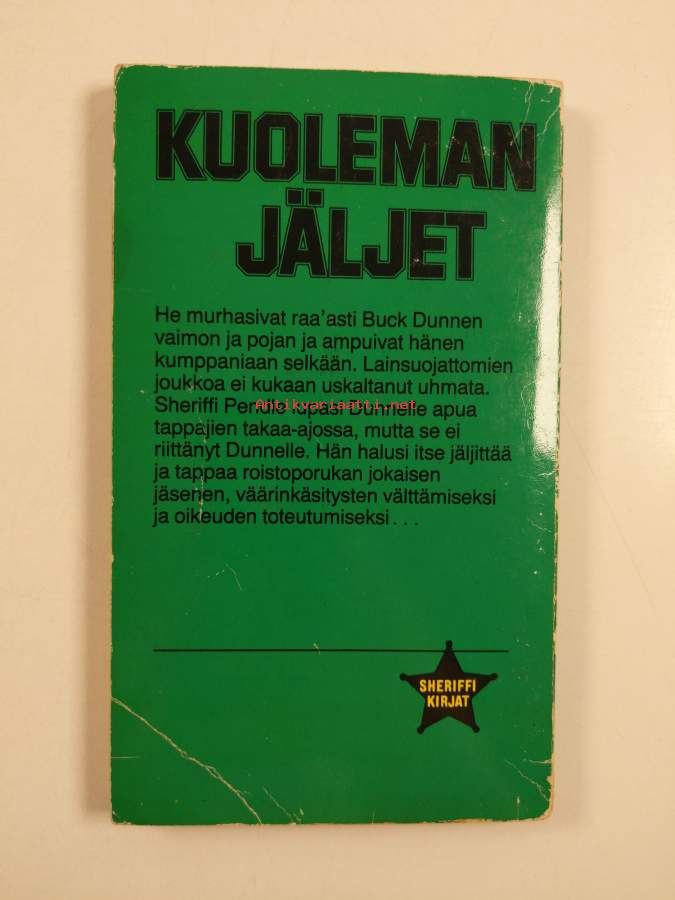 KUOLEMAN
JÄLJET
He murhasivat raa'asti Buck Dunnen
vaimon ja pojan ja ampuivat hänen
kumppaniaan selkään. Lainsuojattomien
joukkoa ei kukaan uskaltanut uhmata.
Antikvariaatti.net
Sheriffi lupasi Dunnelle apua
tappajien takaa-ajossa, mutta se ei
riittänyt Dunnelle. Hän halusi itse jäljittää
ja tappaa roistoporukan jokaisen
jäsenen, väärinkäsitysten välttämiseksi
ja oikeuden toteutumiseksi...
SHERIFFI
KIRJAT